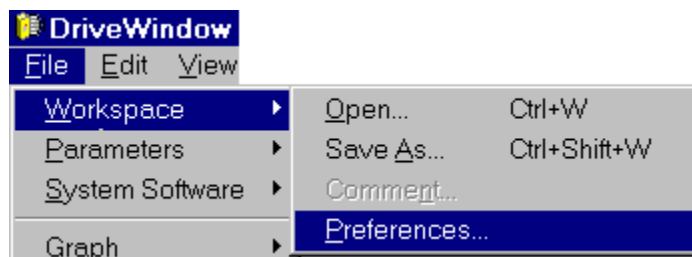 DriveWindow
File Edit View
Workspace Open... Ctrl+W
Parameters Save As... Ctrl+Shift+W
System Software Comment...
Preferences...
Graph